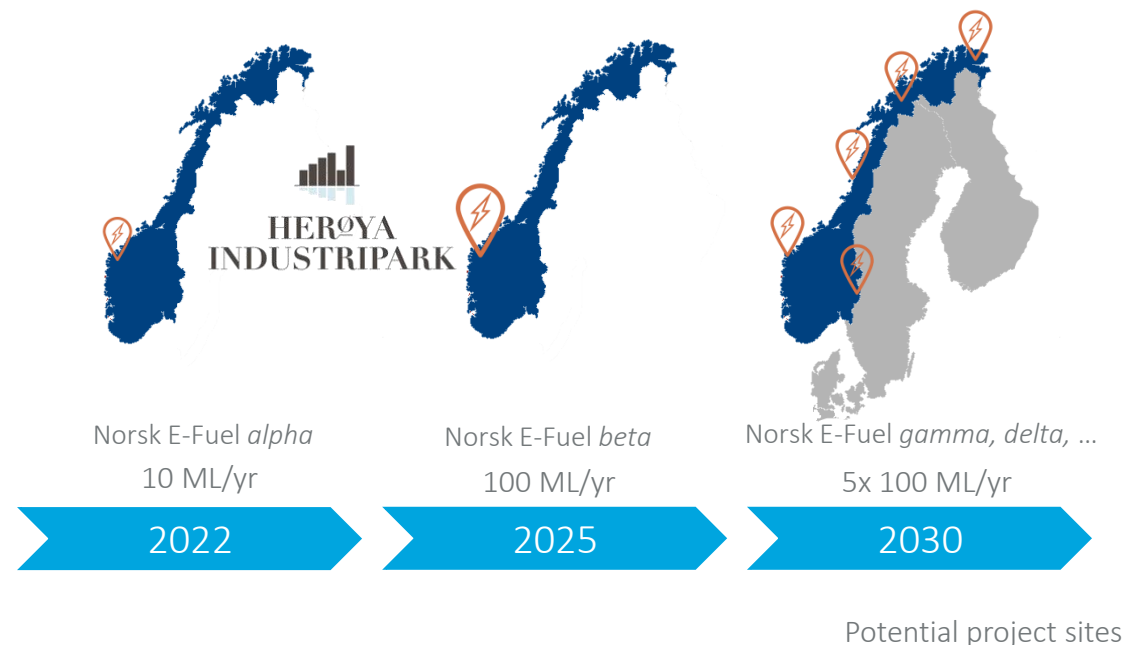 HERØYA
INDUSTRIPARK
Norsk E-Fuel alpha
10 ML/yr
2022
Norsk E-Fuel beta
100 ML/yr
2025
Norsk E-Fuel gamma, delta, ...
5x 100 ML/yr
2030
Potential project sites